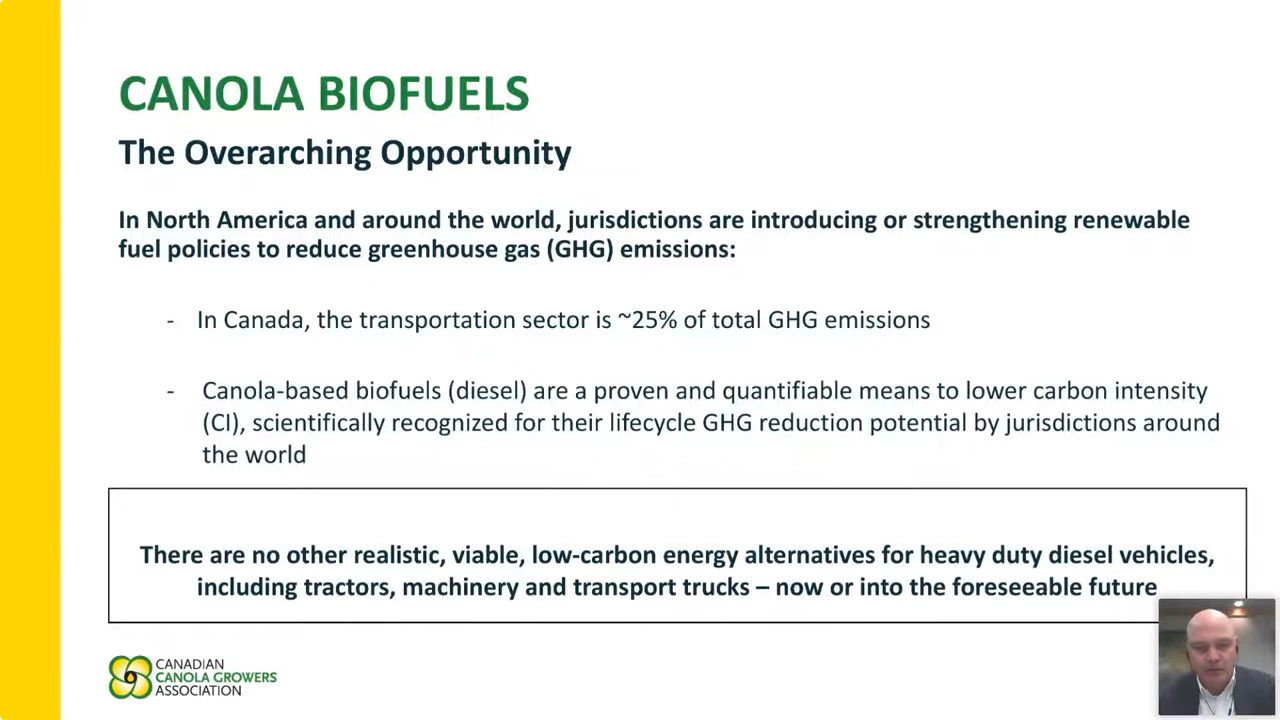 CANOLA BIOFUELS
The Overarching Opportunity
In North America and around the world, jurisdictions are introducing or strengthening renewable
fuel policies to reduce greenhouse gas (GHG) emissions:
- In Canada, the transportation sector is ~25% of total GHG emissions
- Canola-based biofuels (diesel) are a proven and quantifiable means to lower carbon intensity
(CI), scientifically recognized for their lifecycle GHG reduction potential by jurisdictions around
the world
There are no other realistic, viable, low-carbon energy alternatives for heavy duty diesel vehicles,
including tractors, machinery and transport trucks – now or into the foreseeable future
CANADIAN
CANOLA GROWERS
ASSOCIATION